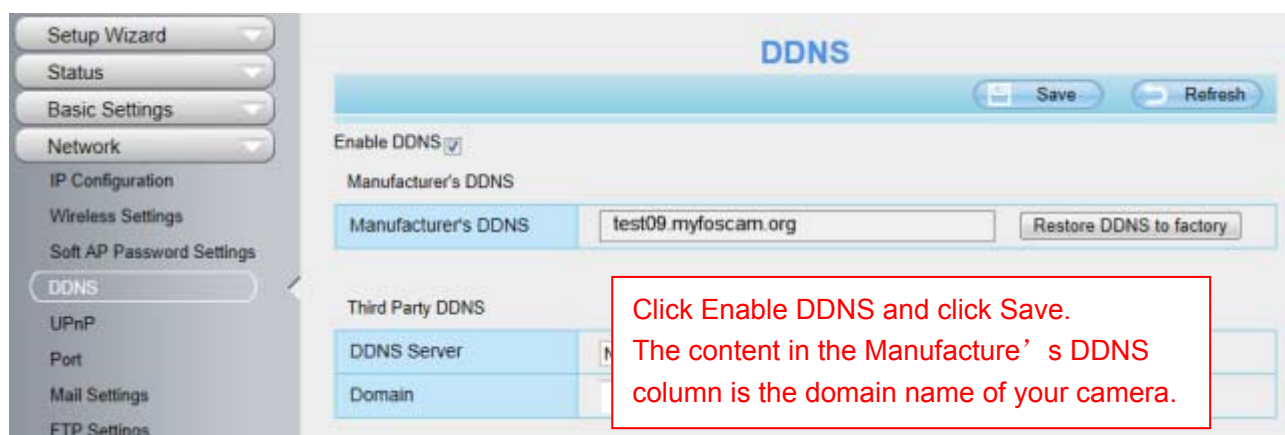 Setup Wizard
Status
Basic Settings
Network
IP Configuration
Wireless Settings
Soft AP Password Settings
DDNS
UPnP
Port
Mail Settings
FTP Settings
DDNS
Save Refresh
Enable DDNS
Manufacturer's DDNS
Manufacturer's DDNS test09.myfoscam.org Restore DDNS to factory
Third Party DDNS
DDNS Server
Domain
Click Enable DDNS and click Save.
The content in the Manufacture’s DDNS
column is the domain name of your camera.